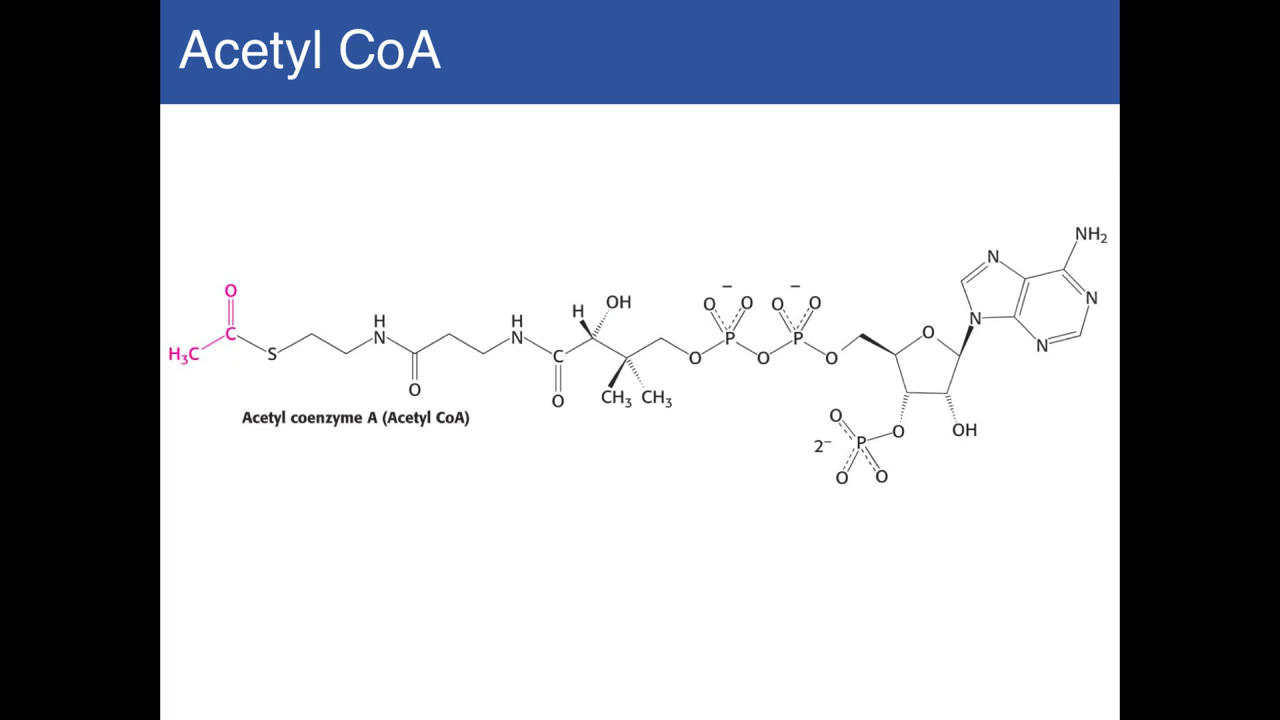 Acetyl CoA
NH₂
N N
O
H OH O O O O N
H₃C C S H N H N O N
C O P O P O
O O CH₃ CH₃
Acetyl coenzyme A (Acetyl CoA)
O O OH
2⁻ P
O O